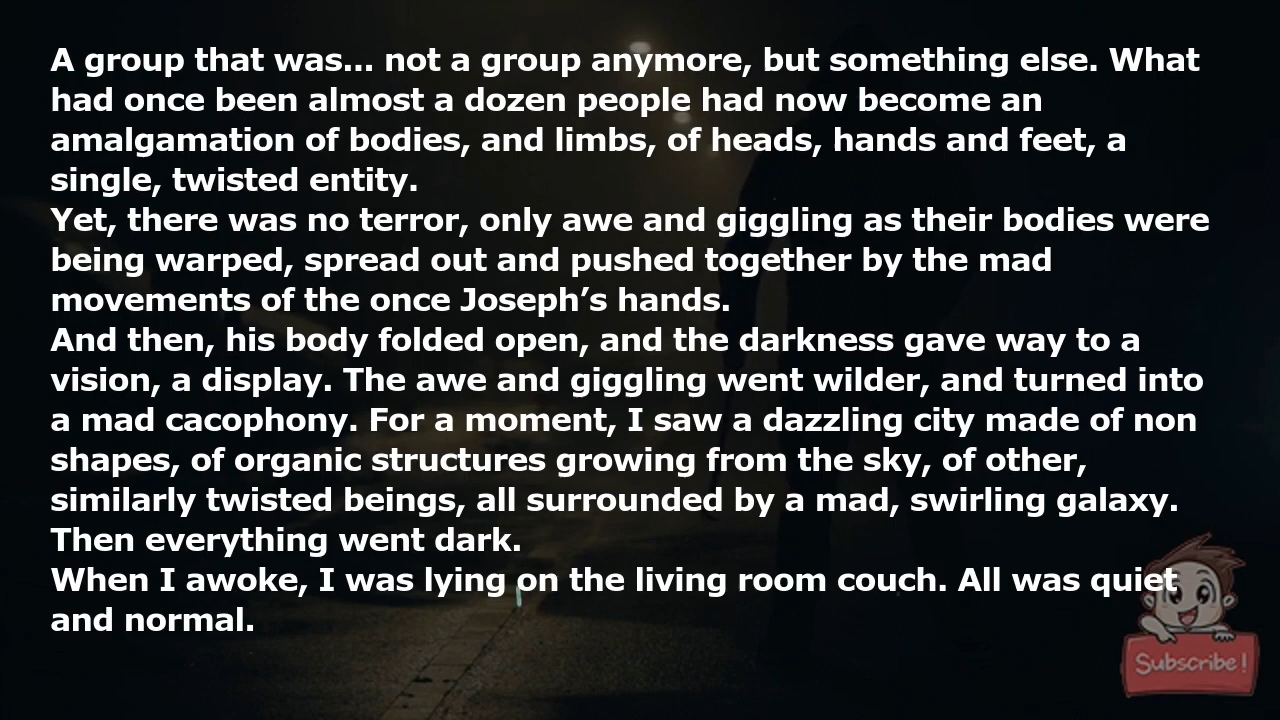 A group that was... not a group anymore, but something else. What
had once been almost a dozen people had now become an
amalgamation of bodies, and limbs, of heads, hands and feet, a
single, twisted entity.
Yet, there was no terror, only awe and giggling as their bodies were
being warped, spread out and pushed together by the mad
movements of the once Joseph’s hands.
And then, his body folded open, and the darkness gave way to a
vision, a display. The awe and giggling went wilder, and turned into
a mad cacophony. For a moment, I saw a dazzling city made of non
shapes, of organic structures growing from the sky, of other,
similarly twisted beings, all surrounded by a mad, swirling galaxy.
Then everything went dark.
When I awoke, I was lying on the living room couch. All was quiet
and normal.
Subscribe!